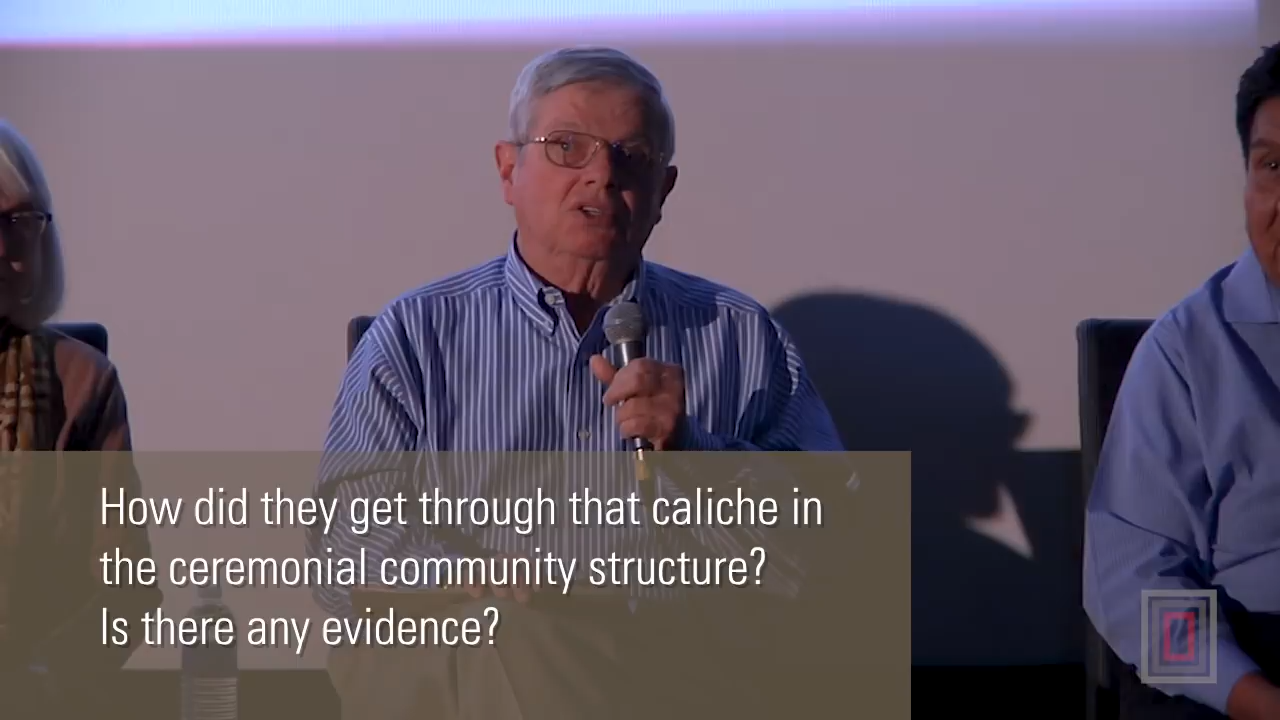 How did they get through that caliche in
the ceremonial community structure?
Is there any evidence?